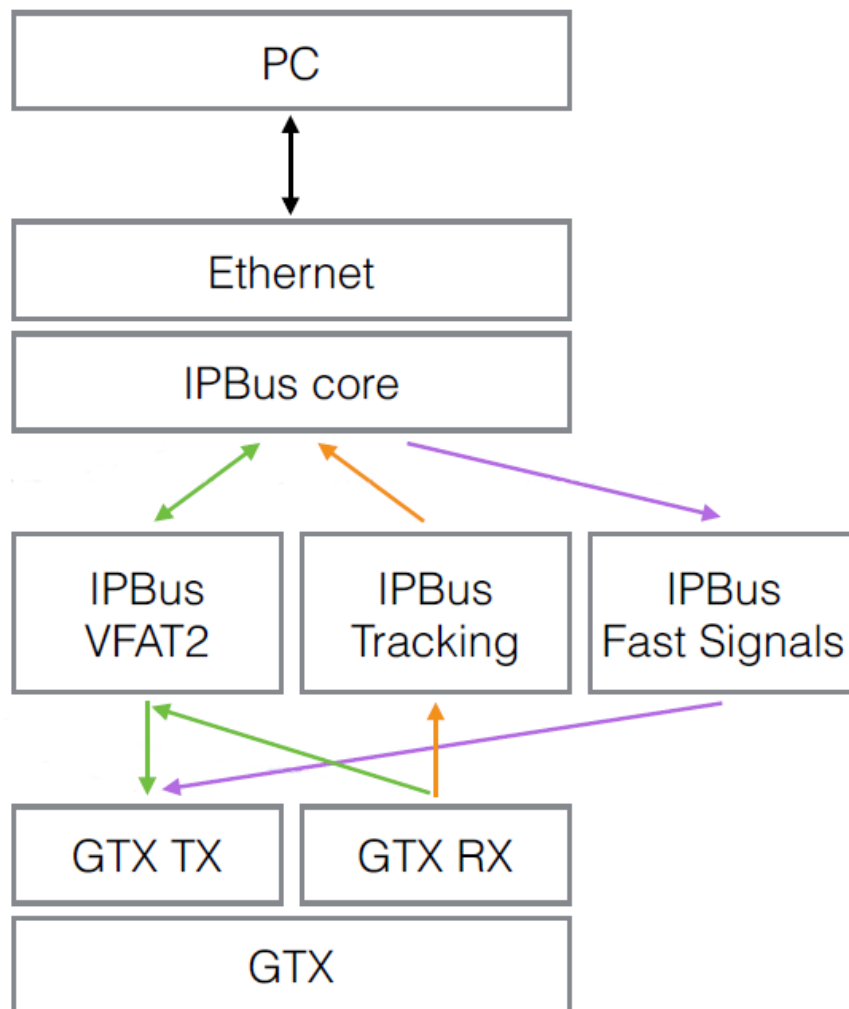 PC
Ethernet
IPBus core
IPBus
VFAT2
IPBus
Tracking
IPBus
Fast Signals
GTX TX
GTX RX
GTX